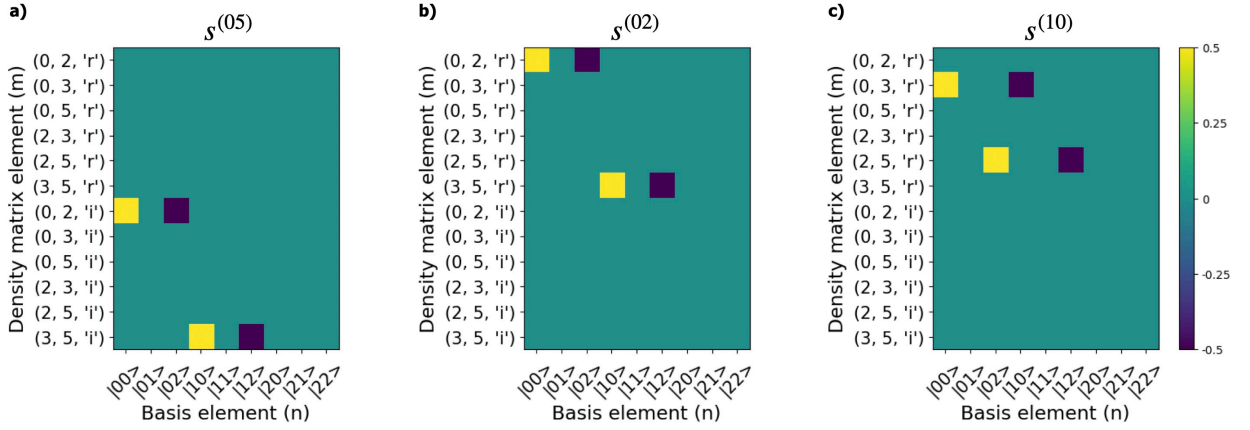 a)
s(05)
Density matrix element (m)
(0, 2, 'r')
(0, 3, 'r')
(0, 5, 'r')
(2, 3, 'r')
(2, 5, 'r')
(3, 5, 'r')
(0, 2, 'i')
(0, 3, 'i')
(0, 5, 'i')
(2, 3, 'i')
(2, 5, 'i')
(3, 5, 'i')
|00> |01> |02> |10> |11> |12> |20> |21> |22>
Basis element (n)
b)
s(02)
Density matrix element (m)
(0, 2, 'r')
(0, 3, 'r')
(0, 5, 'r')
(2, 3, 'r')
(2, 5, 'r')
(3, 5, 'r')
(0, 2, 'i')
(0, 3, 'i')
(0, 5, 'i')
(2, 3, 'i')
(2, 5, 'i')
(3, 5, 'i')
|00> |01> |02> |10> |11> |12> |20> |21> |22>
Basis element (n)
c)
s(10)
Density matrix element (m)
(0, 2, 'r')
(0, 3, 'r')
(0, 5, 'r')
(2, 3, 'r')
(2, 5, 'r')
(3, 5, 'r')
(0, 2, 'i')
(0, 3, 'i')
(0, 5, 'i')
(2, 3, 'i')
(2, 5, 'i')
(3, 5, 'i')
|00> |01> |02> |10> |11> |12> |20> |21> |22>
Basis element (n)
0.5
0.25
0
-0.25
-0.5